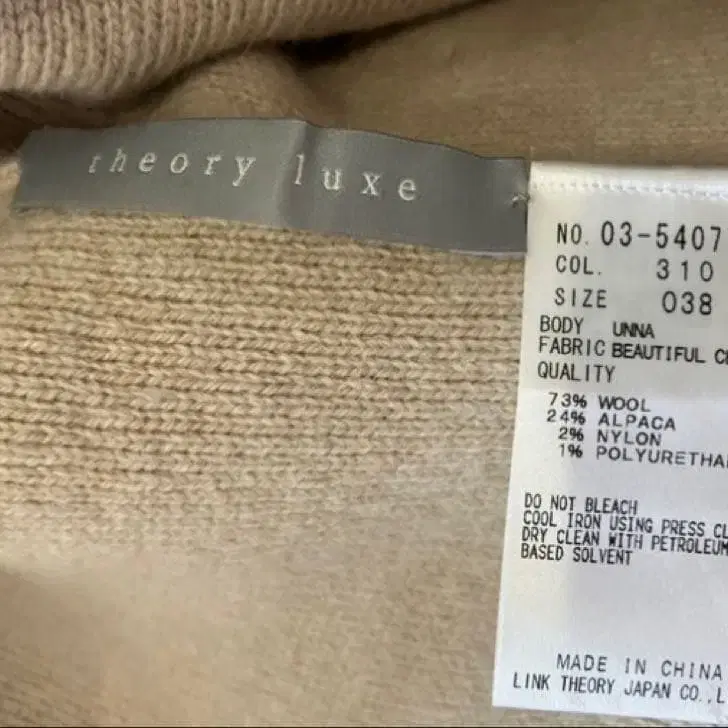 theory luxe
NO. 03-5407
COL. 310
SIZE 038
BODY UNNA
FABRIC BEAUTIFUL
QUALITY
73% WOOL
24% ALPACA
2% NYLON
1% POLYURETHA
DO NOT BLEACH
COOL IRON USING PRESS CL
DRY CLEAN WITH PETROLEUM
BASED SOLVENT
MADE IN CHINA
LINK THEORY JAPAN CO.,L